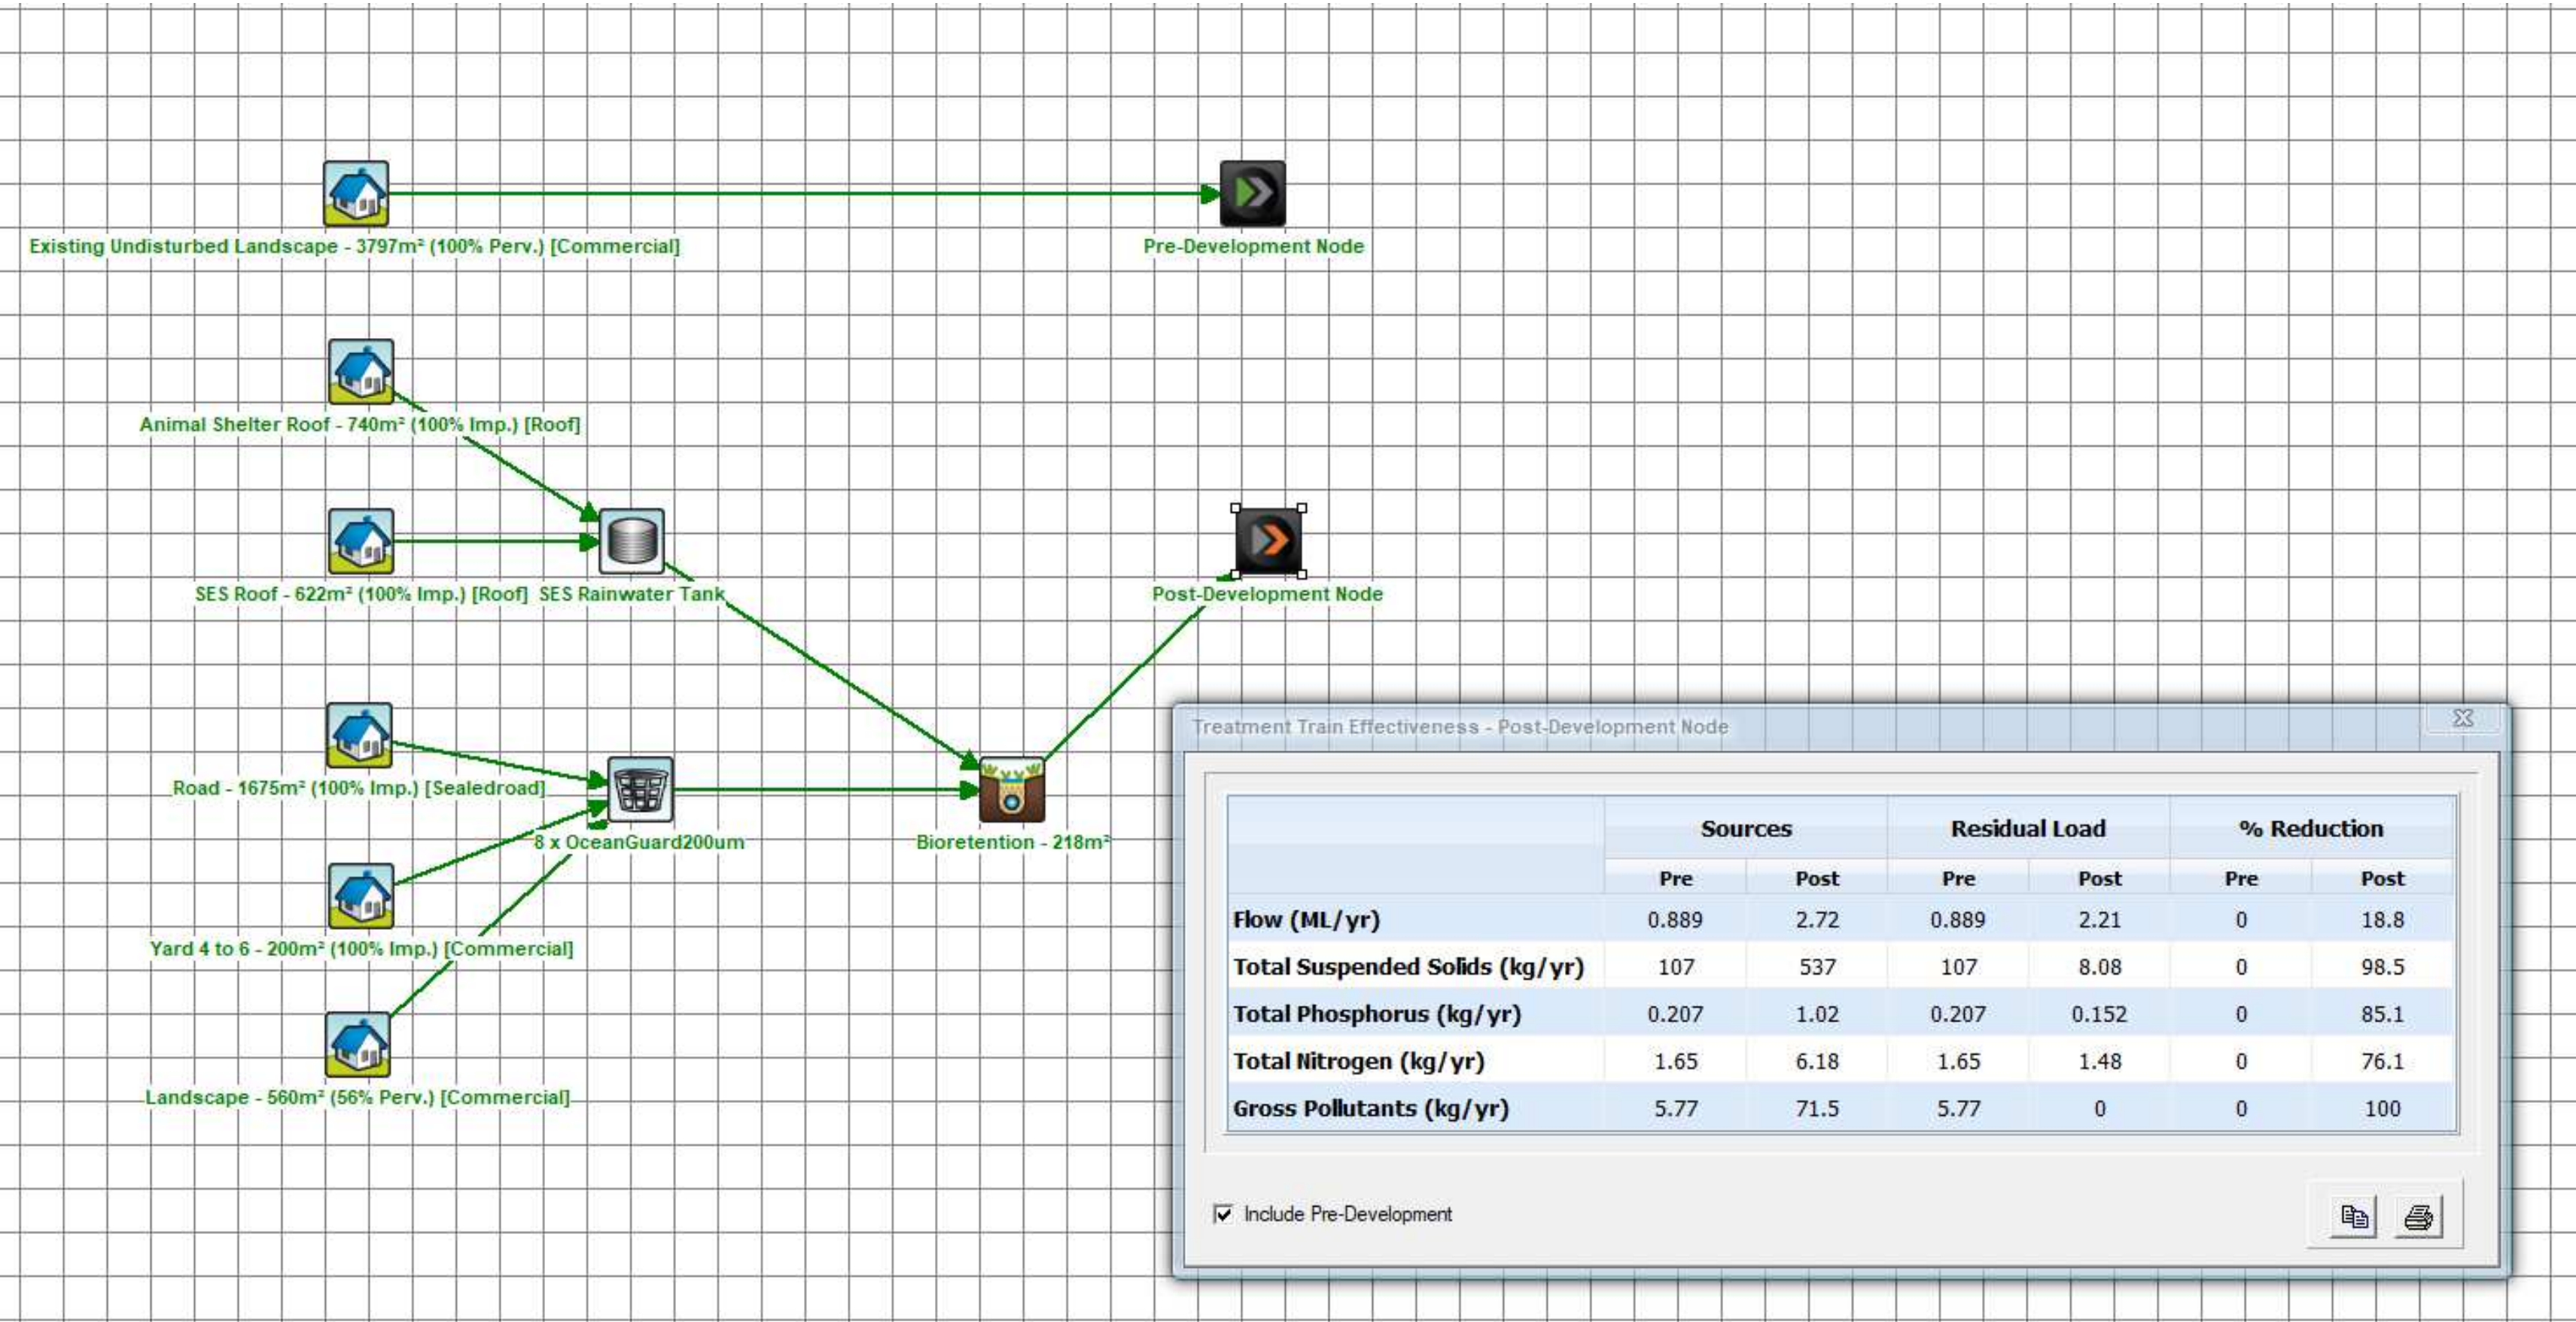 Existing Undisturbed Landscape - 3797m² (100% Perv.) [Commercial]
Pre-Development Node
Animal Shelter Roof - 740m² (100% Imp.) [Roof]
SES Roof - 622m² (100% Imp.) [Roof]
SES Rainwater Tank
Post-Development Node
Road - 1675m² (100% Imp.) [Sealedroad]
8 x OceanGuard200um
Bioretention - 218m²
Yard 4 to 6 - 200m² (100% Imp.) [Commercial]
Landscape - 560m² (56% Perv.) [Commercial]
Treatment Train Effectiveness - Post-Development Node
Sources Residual Load % Reduction
Pre Post Pre Post Pre Post
Flow (ML/yr) 0.889 2.72 0.889 2.21 0 18.8
Total Suspended Solids (kg/yr) 107 537 107 8.08 0 98.5
Total Phosphorus (kg/yr) 0.207 1.02 0.207 0.152 0 85.1
Total Nitrogen (kg/yr) 1.65 6.18 1.65 1.48 0 76.1
Gross Pollutants (kg/yr) 5.77 71.5 5.77 0 0 100
Include Pre-Development